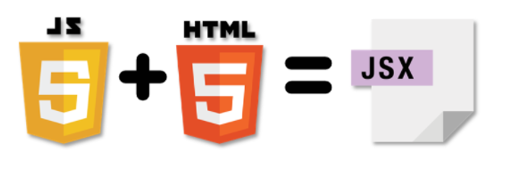 JS HTML
5 + 5 = JSX